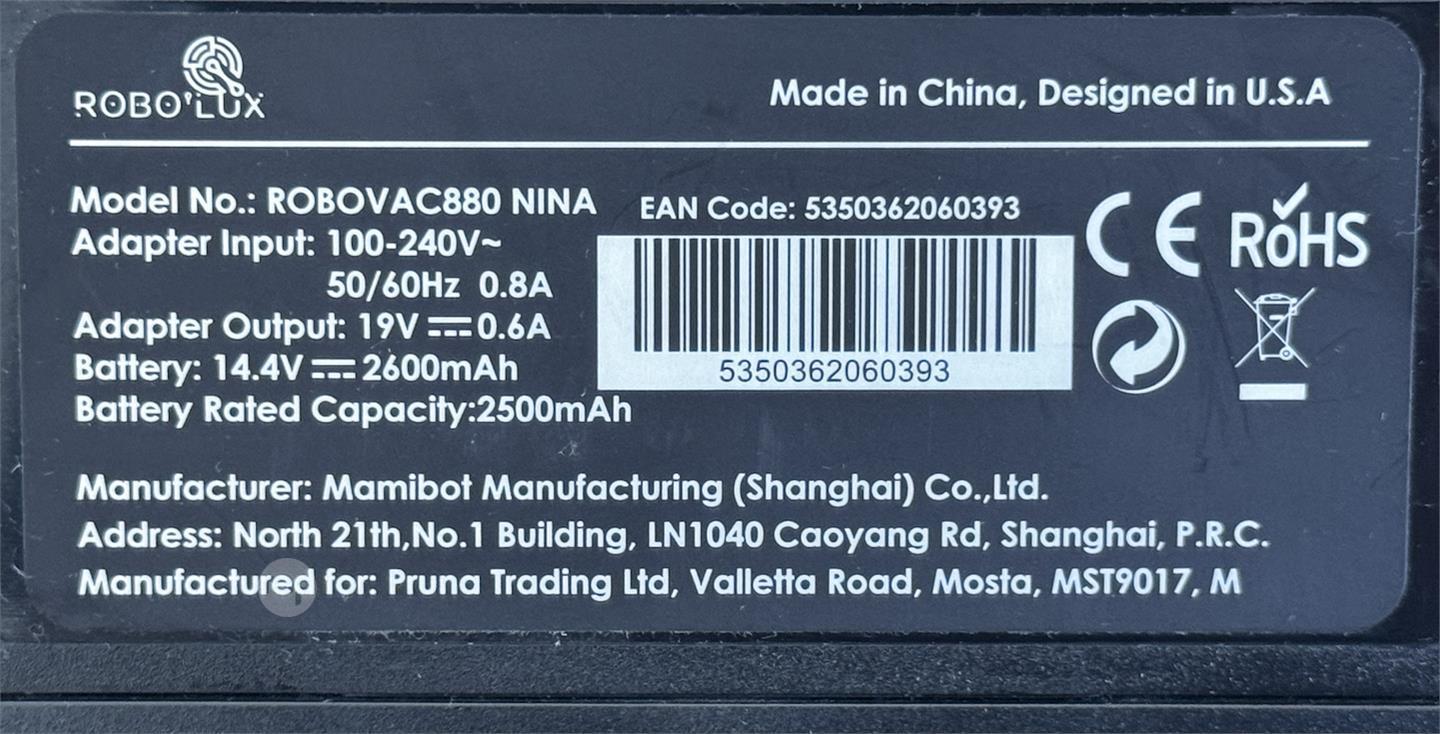 ROBO'LUX
Made in China, Designed in U.S.A
Model No.: ROBOVAC880 NINA
Adapter Input: 100-240V~
50/60Hz 0.8A
Adapter Output: 19V ⎓ 0.6A
Battery: 14.4V ⎓ 2600mAh
Battery Rated Capacity:2500mAh
EAN Code: 5350362060393
5350362060393
CE
RoHS
Manufacturer: Mamibot Manufacturing (Shanghai) Co.,Ltd.
Address: North 21th,No.1 Building, LN1040 Caoyang Rd, Shanghai, P.R.C.
Manufactured for: Pruna Trading Ltd, Valletta Road, Mosta, MST9017, M